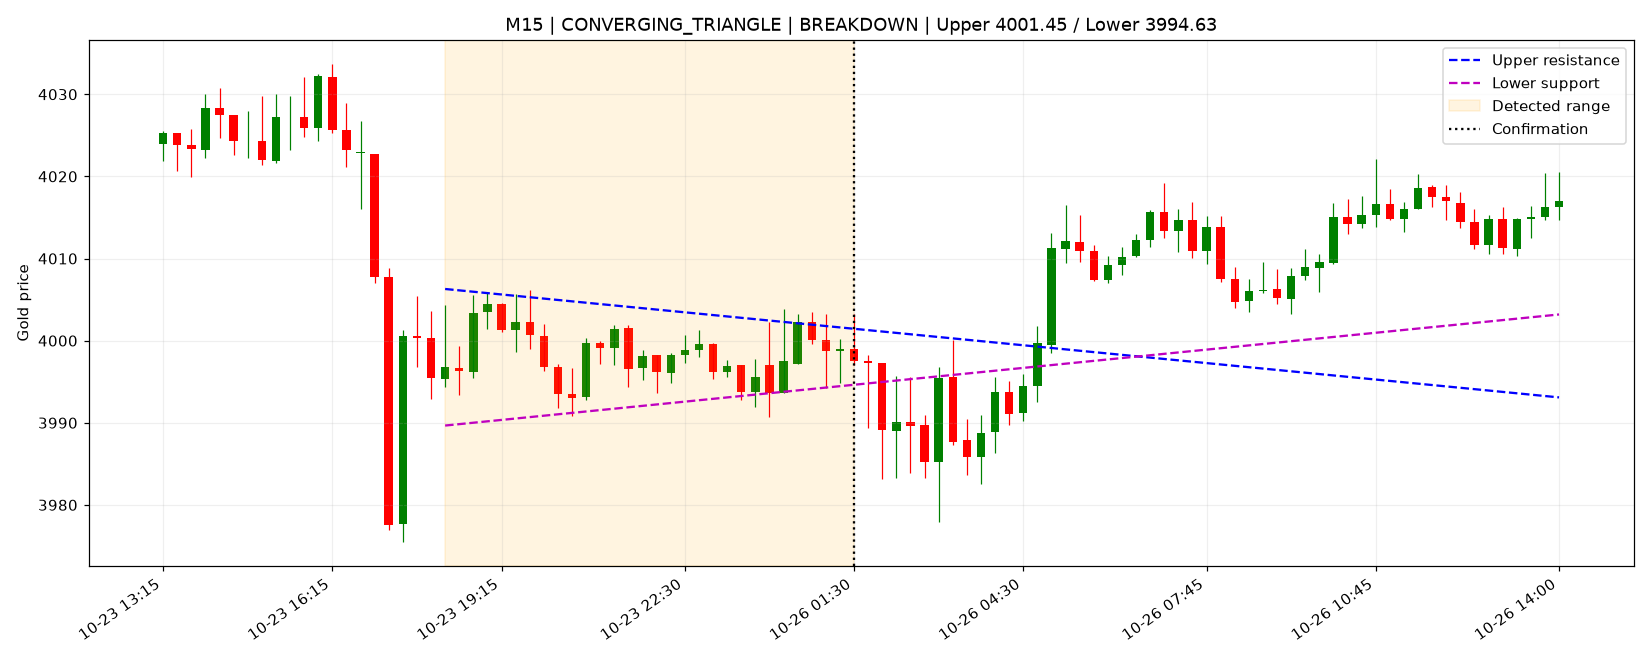 M15 | CONVERGING_TRIANGLE | BREAKDOWN | Upper 4001.45 / Lower 3994.63
Upper resistance
Lower support
Detected range
Confirmation
Gold price
4030
4020
4010
4000
3990
3980
10-23 13:15
10-23 16:15
10-23 19:15
10-23 22:30
10-26 01:30
10-26 04:30
10-26 07:45
10-26 10:45
10-26 14:00